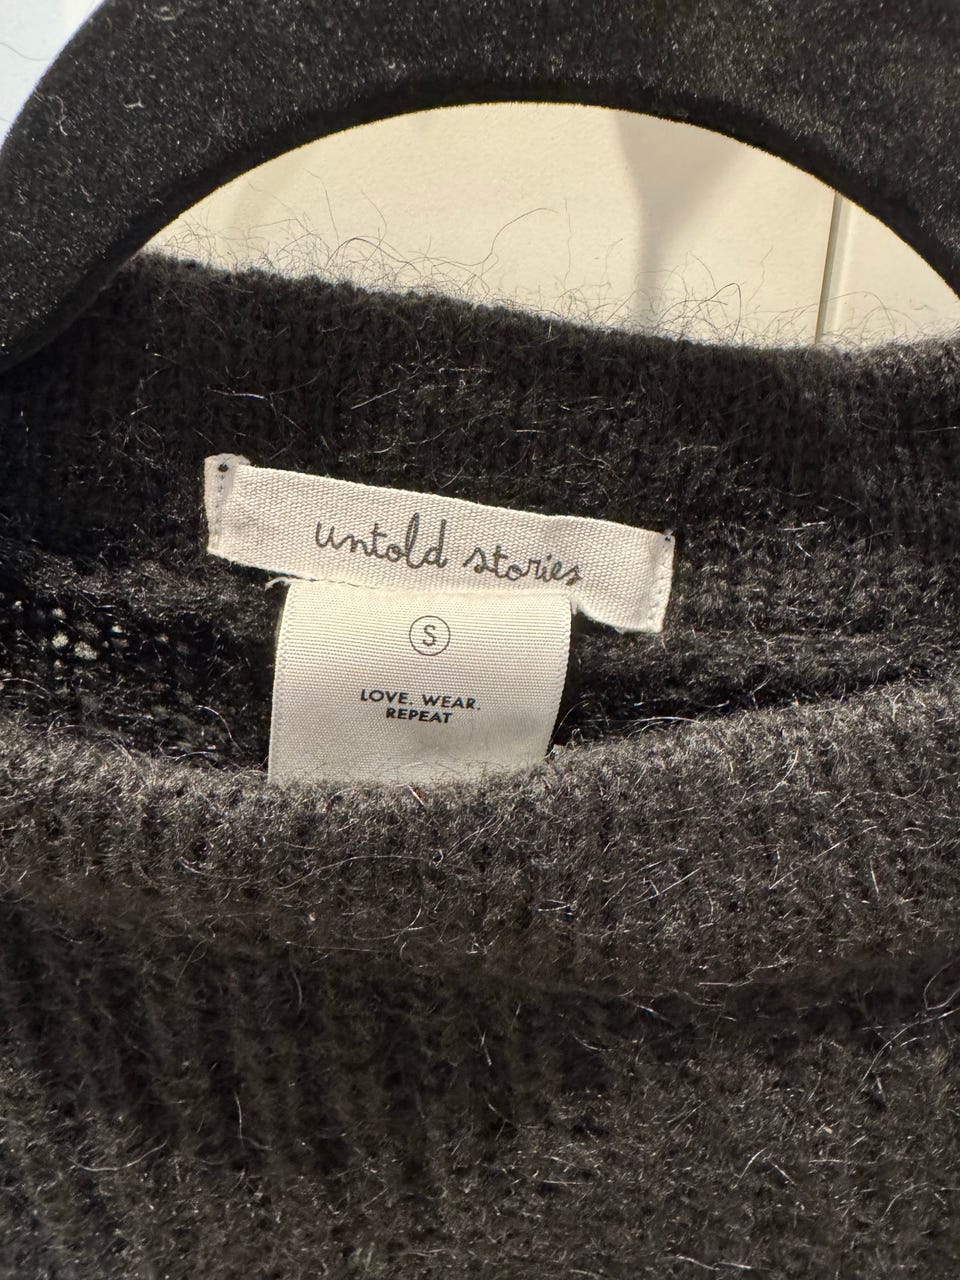 untold stories
S
LOVE. WEAR.
REPEAT